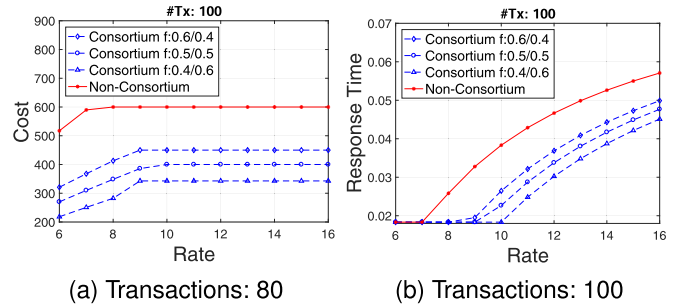 #Tx: 100
900
800
700
600
500
400
300
200
Cost
Consortium f:0.6/0.4
Consortium f:0.5/0.5
Consortium f:0.4/0.6
Non-Consortium
6 8 10 12 14 16
Rate
(a) Transactions: 80
#Tx: 100
0.07
0.06
0.05
0.04
0.03
0.02
Response Time
Consortium f:0.6/0.4
Consortium f:0.5/0.5
Consortium f:0.4/0.6
Non-Consortium
6 8 10 12 14 16
Rate
(b) Transactions: 100